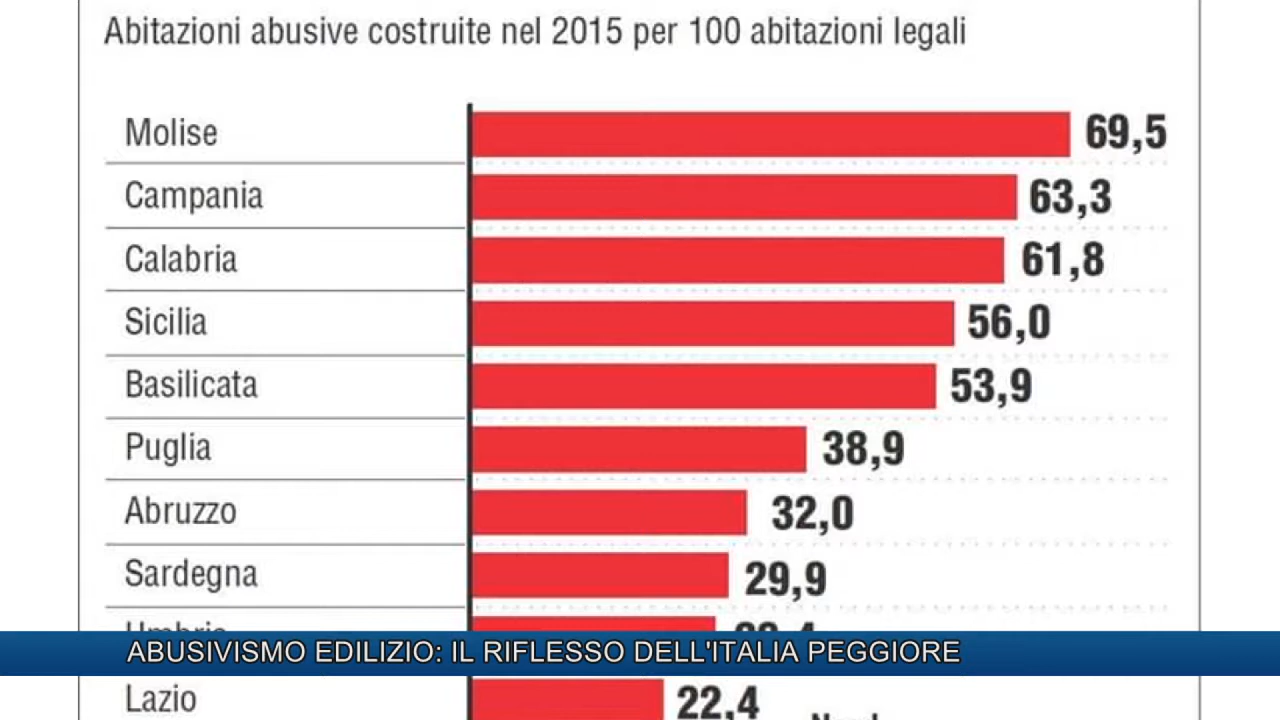 Abitazioni abusive costruite nel 2015 per 100 abitazioni legali
Molise 69,5
Campania 63,3
Calabria 61,8
Sicilia 56,0
Basilicata 53,9
Puglia 38,9
Abruzzo 32,0
Sardegna 29,9
Umbria
ABUSIVISMO EDILIZIO: IL RIFLESSO DELL'ITALIA PEGGIORE
Lazio 22,4